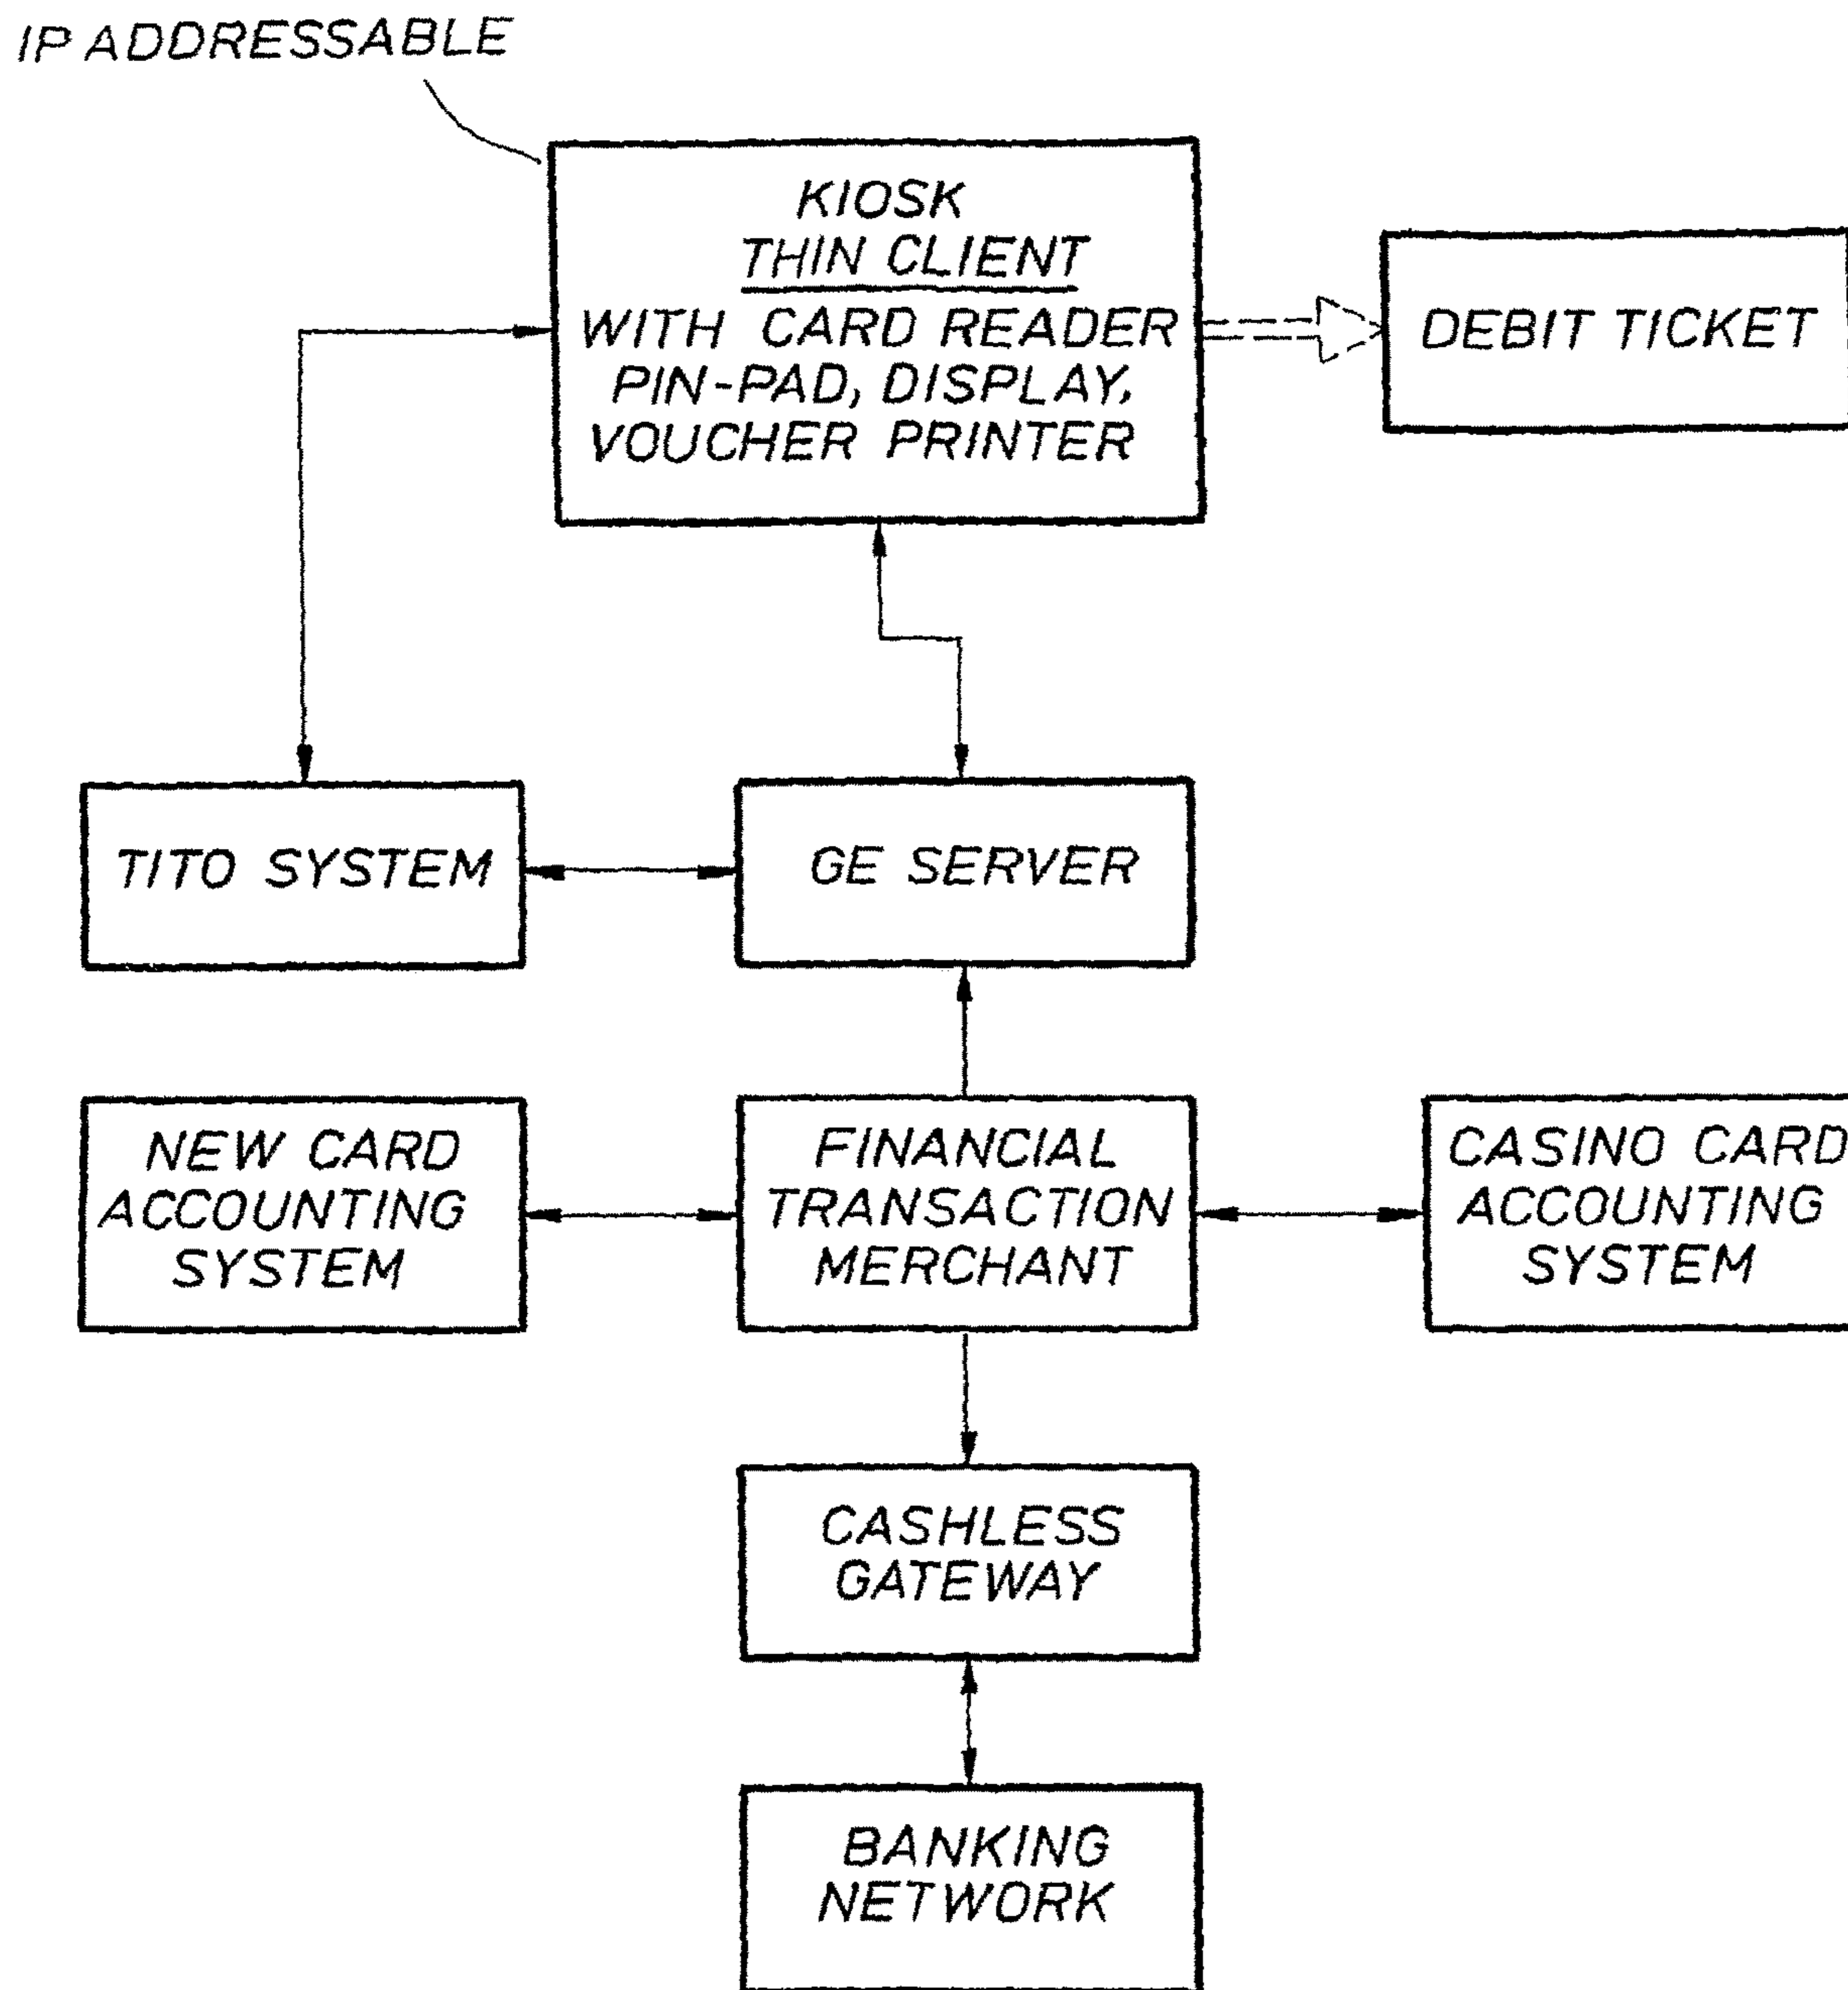 IP ADDRESSABLE
KIOSK
THIN CLIENT
WITH CARD READER
PIN-PAD, DISPLAY,
VOUCHER PRINTER
DEBIT TICKET
TITO SYSTEM
GE SERVER
NEW CARD
ACCOUNTING
SYSTEM
FINANCIAL
TRANSACTION
MERCHANT
CASINO CARD
ACCOUNTING
SYSTEM
CASHLESS
GATEWAY
BANKING
NETWORK